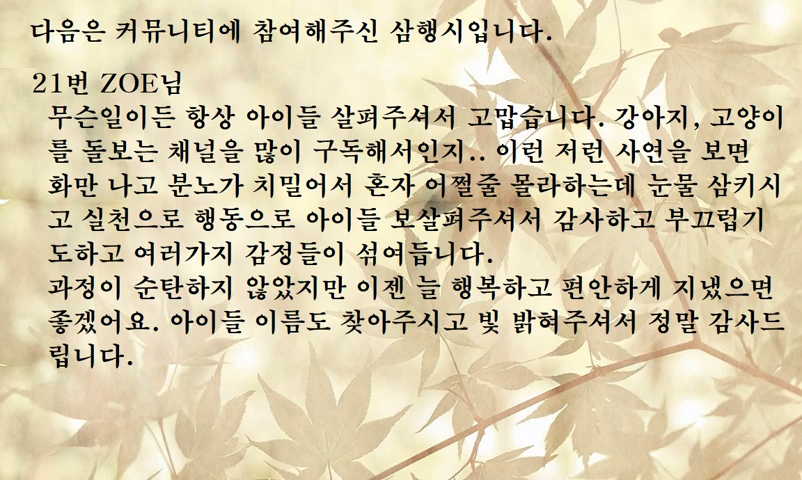 다음은 커뮤니티에 참여해주신 삼행시입니다.
21번 ZOE님
무슨일이든 항상 아이들 살펴주셔서 고맙습니다. 강아지, 고양이
를 돌보는 채널을 많이 구독해서인지.. 이런 저런 사연을 보면
화만 나고 분노가 치밀어서 혼자 어쩔줄 몰라하는데 눈물 삼키시
고 실천으로 행동으로 아이들 보살펴주셔서 감사하고 부끄럽기
도하고 여러가지 감정들이 섞여듭니다.
과정이 순탄하지 않았지만 이젠 늘 행복하고 편안하게 지냈으면
좋겠어요. 아이들 이름도 찾아주시고 빛 밝혀주셔서 정말 감사드
립니다.